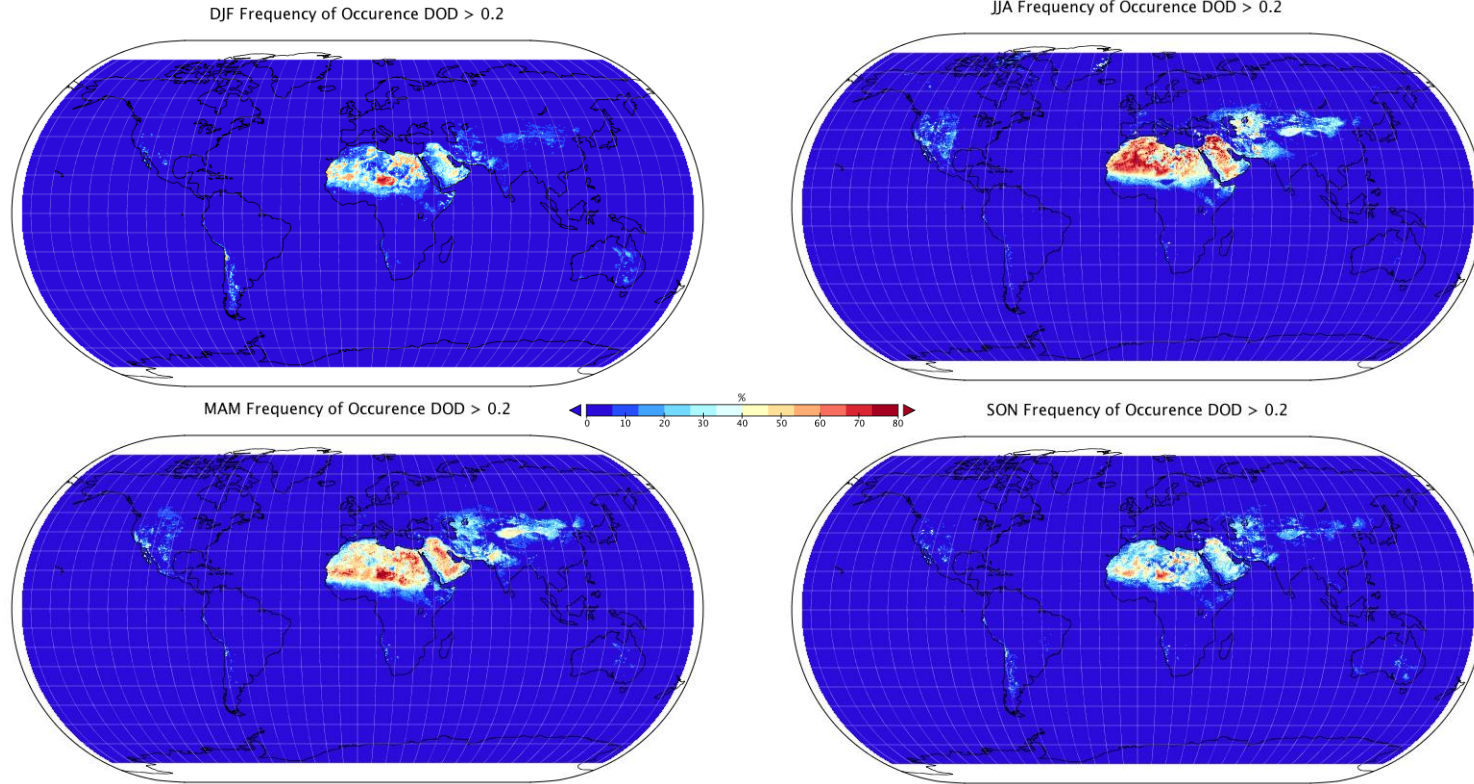 DJF Frequency of Occurence DOD > 0.2
JJA Frequency of Occurence DOD > 0.2
MAM Frequency of Occurence DOD > 0.2
%
0 10 20 30 40 50 60 70 80
SON Frequency of Occurence DOD > 0.2